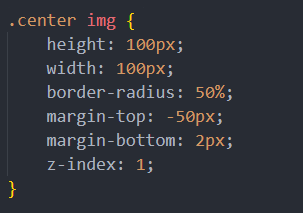 .center img {
    height: 100px;
    width: 100px;
    border-radius: 50%;
    margin-top: -50px;
    margin-bottom: 2px;
    z-index: 1;
}